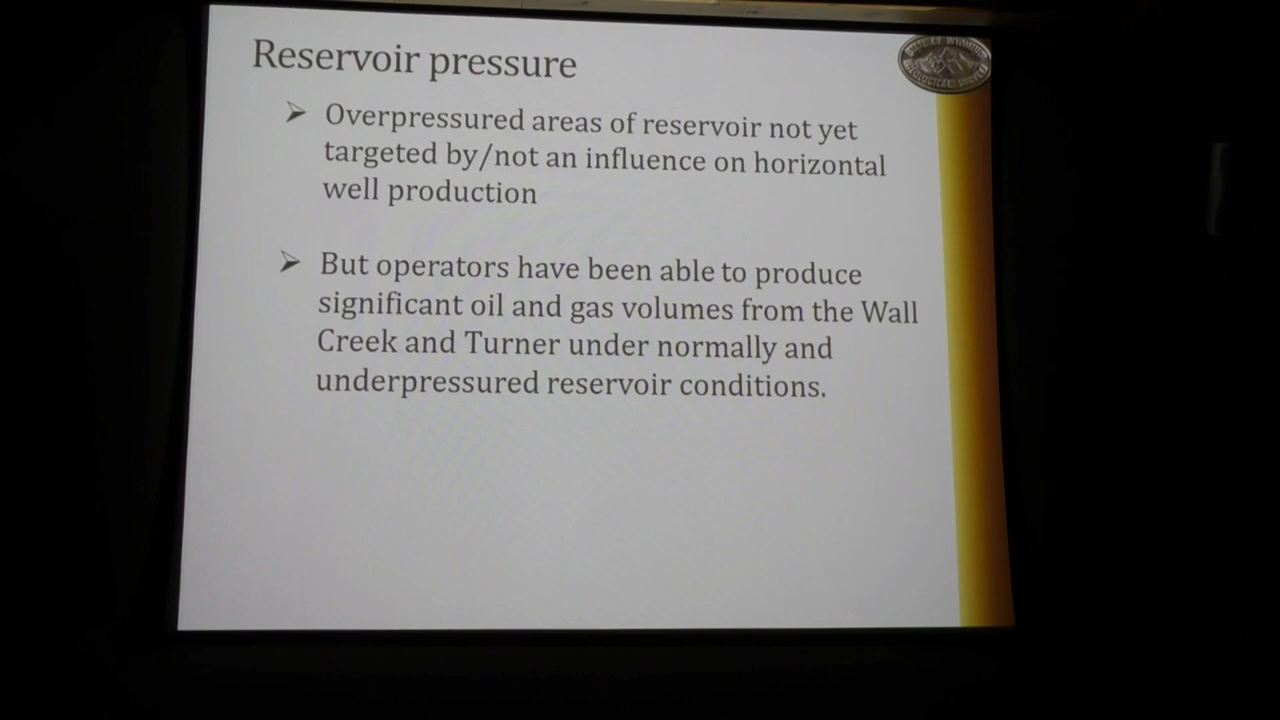 Reservoir pressure
Overpressured areas of reservoir not yet
targeted by/not an influence on horizontal
well production
But operators have been able to produce
significant oil and gas volumes from the Wall
Creek and Turner under normally and
underpressured reservoir conditions.